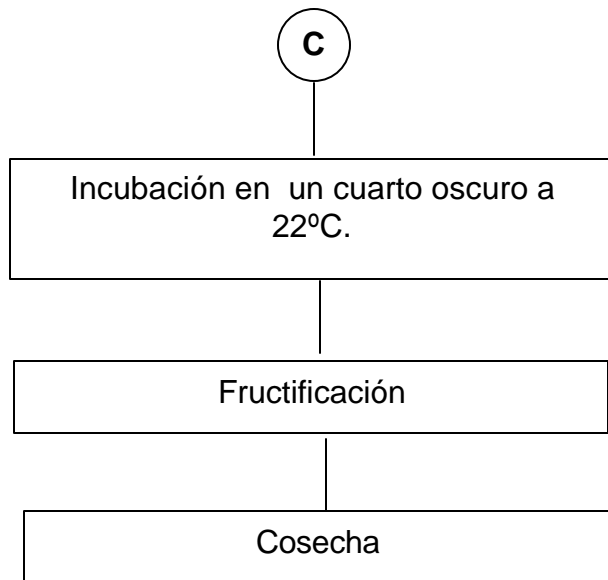 C
Incubación en un cuarto oscuro a
22ºC.
Fructificación
Cosecha